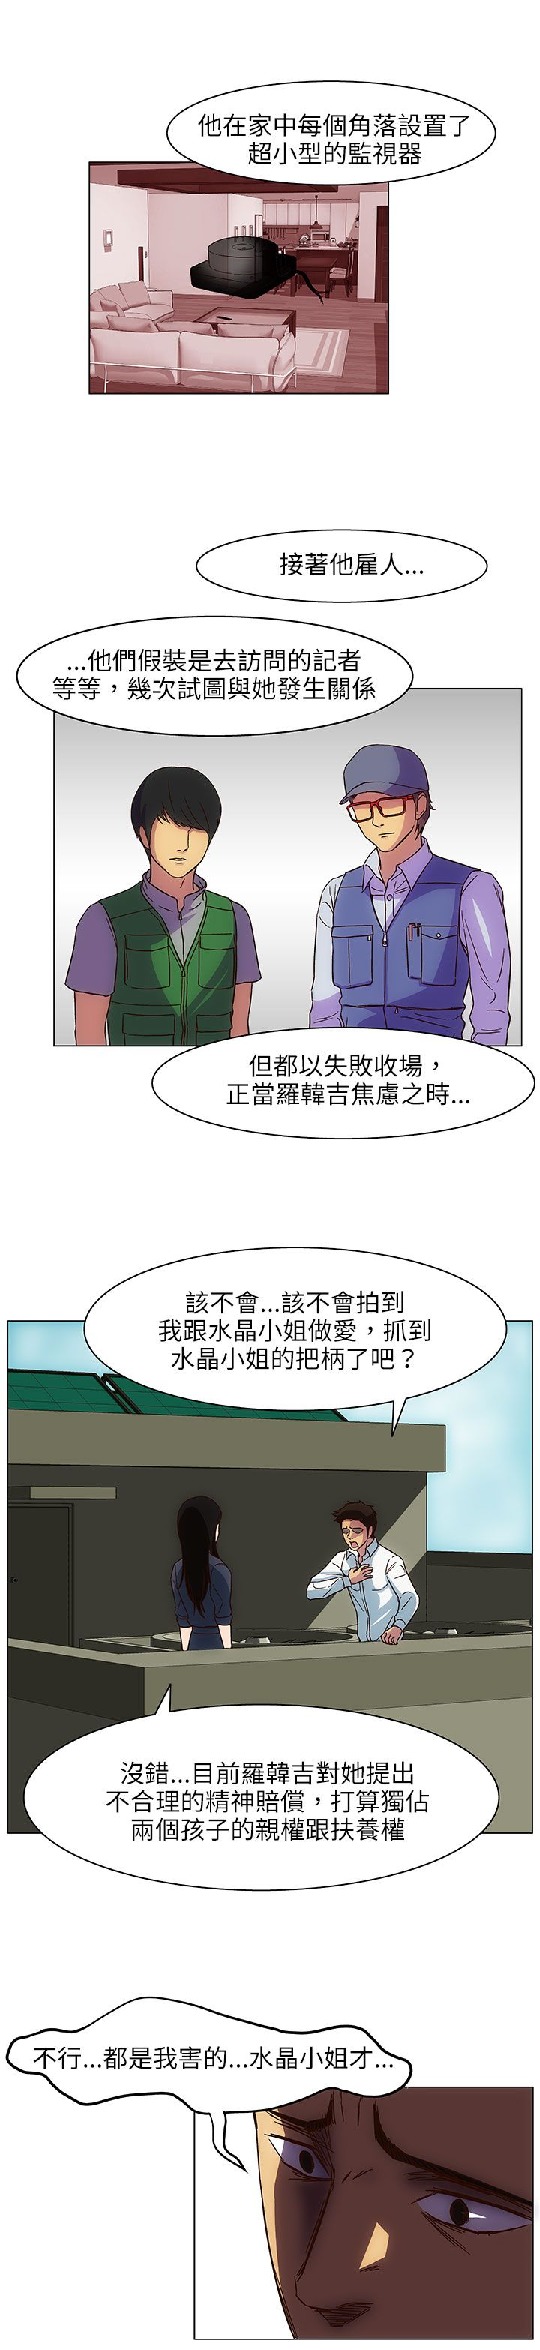 他在家中每個角落設置了
超小型的監視器
接著他雇人...
...他們假裝是去訪問的記者
等等，幾次試圖與她發生關係
但都以失敗收場，
正當羅韓吉焦慮之時...
該不會...該不會拍到
我跟水晶小姐做愛，抓到
水晶小姐的把柄了吧？
沒錯...目前羅韓吉對她提出
不合理的精神賠償，打算獨佔
兩個孩子的親權跟扶養權
不行...都是我害的...水晶小姐才...